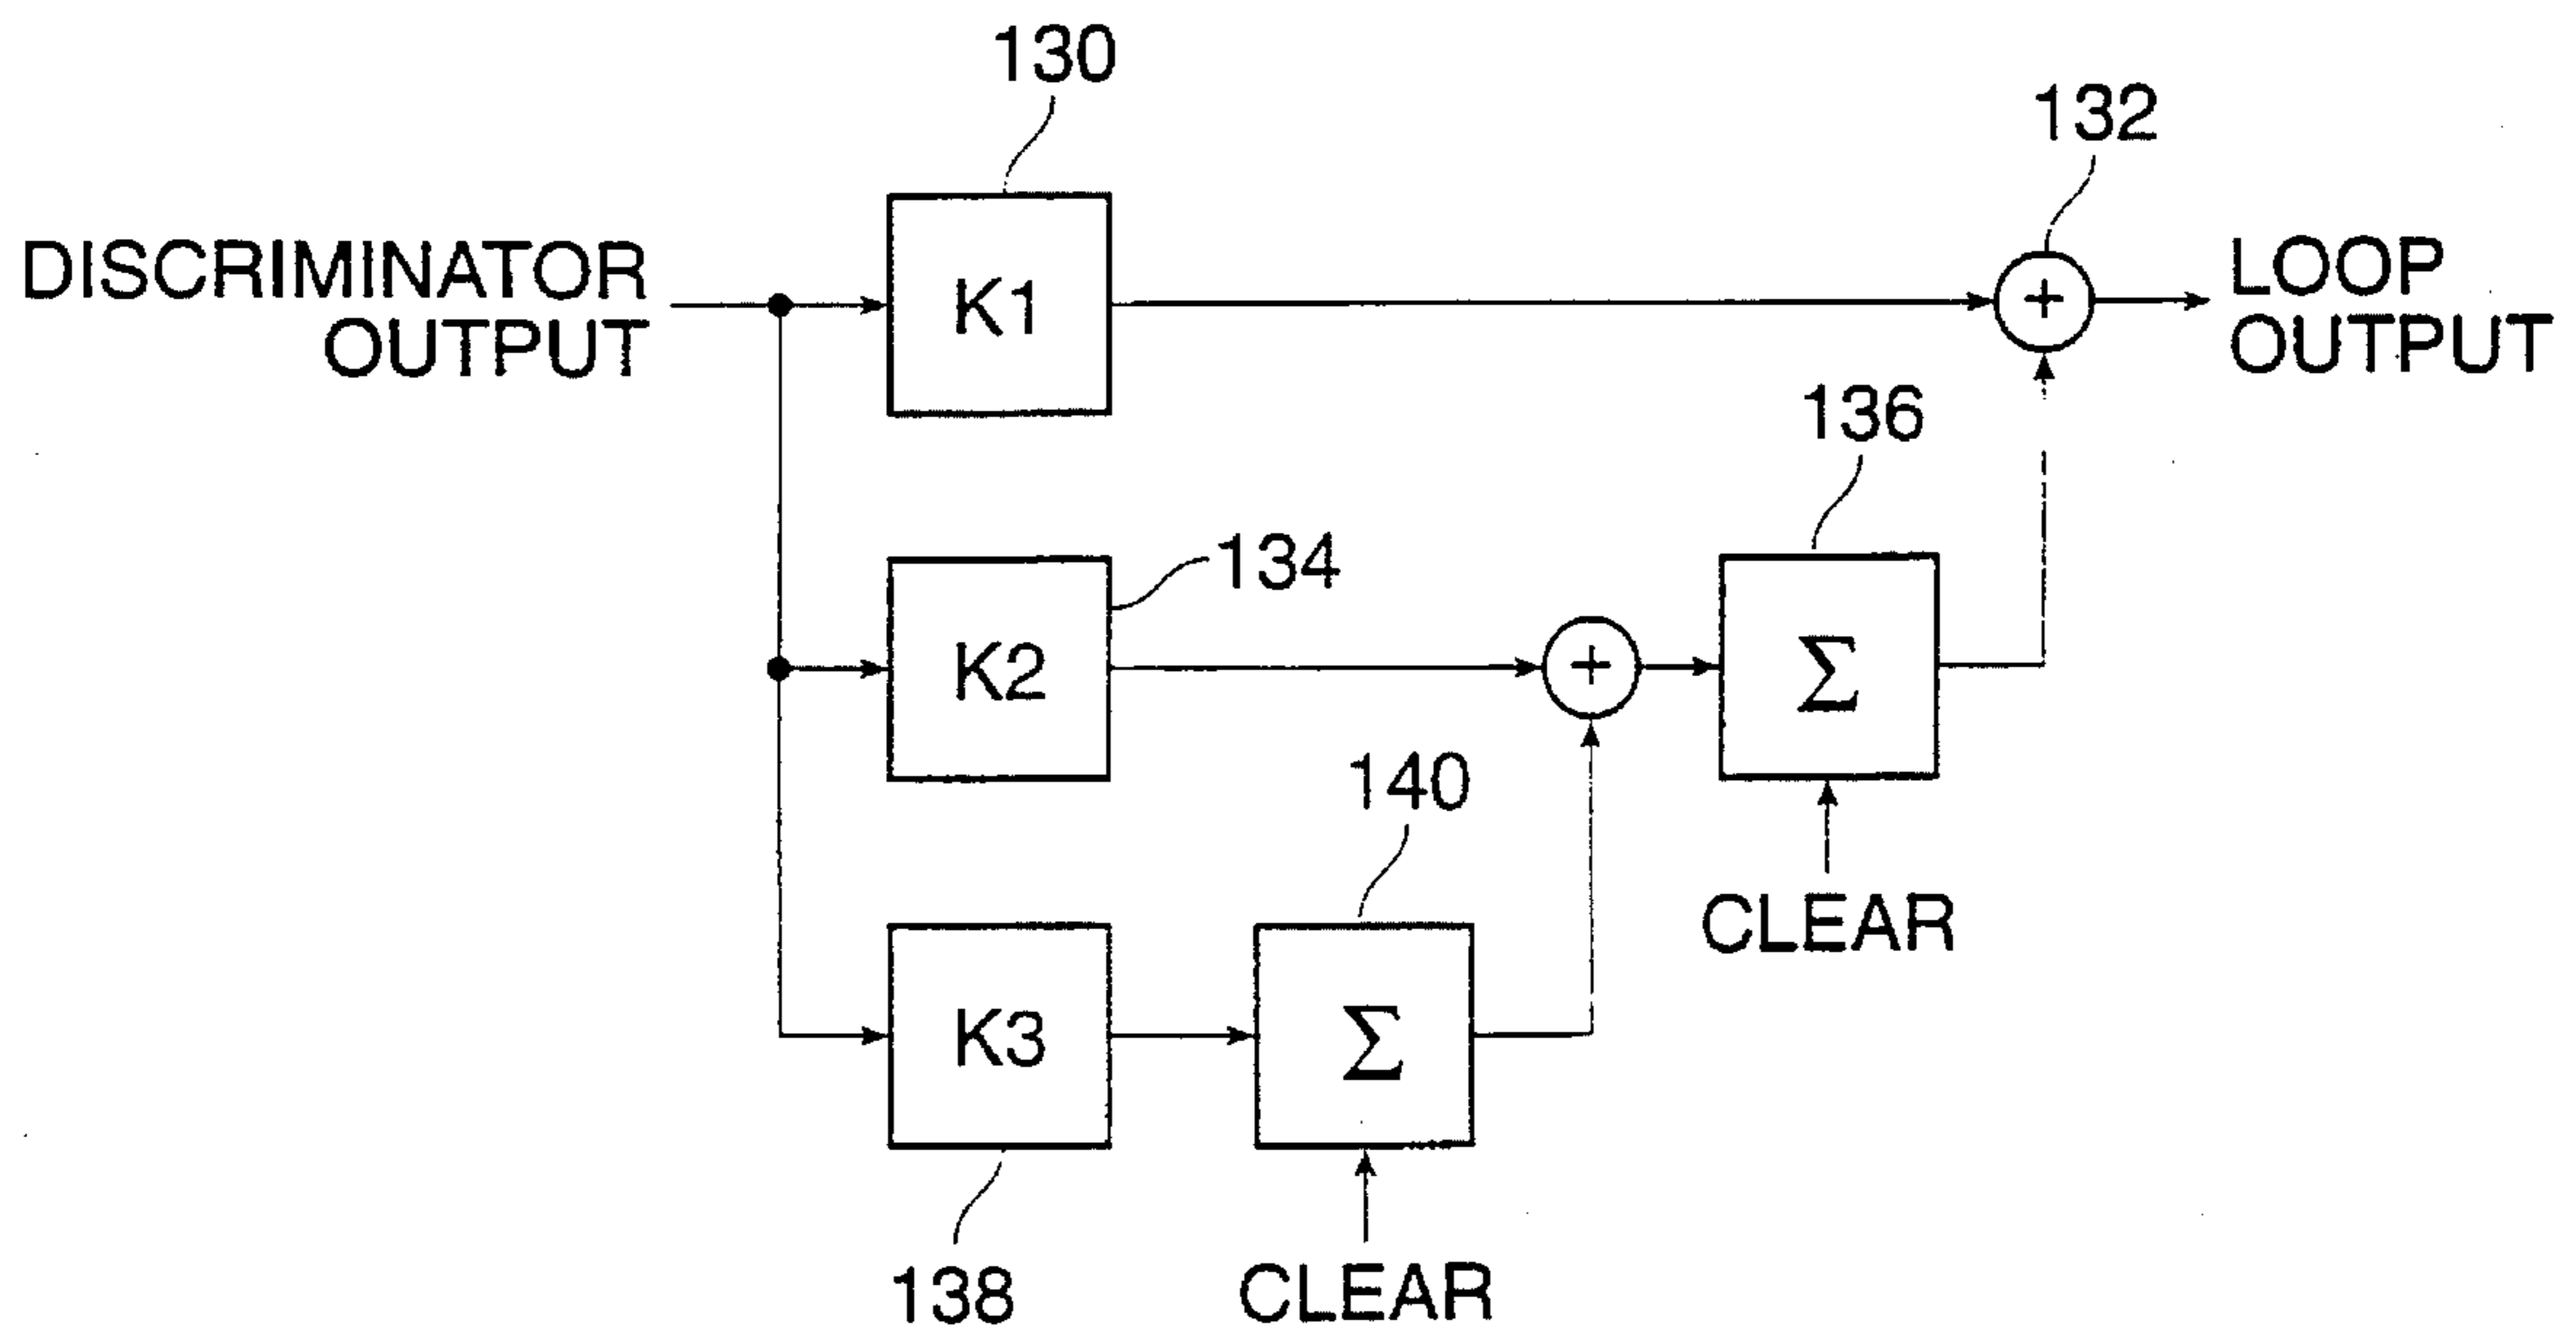 130
132
DISCRIMINATOR
OUTPUT
K1
+
LOOP
OUTPUT
136
134
K2
+
Σ
140
CLEAR
K3
Σ
138
CLEAR